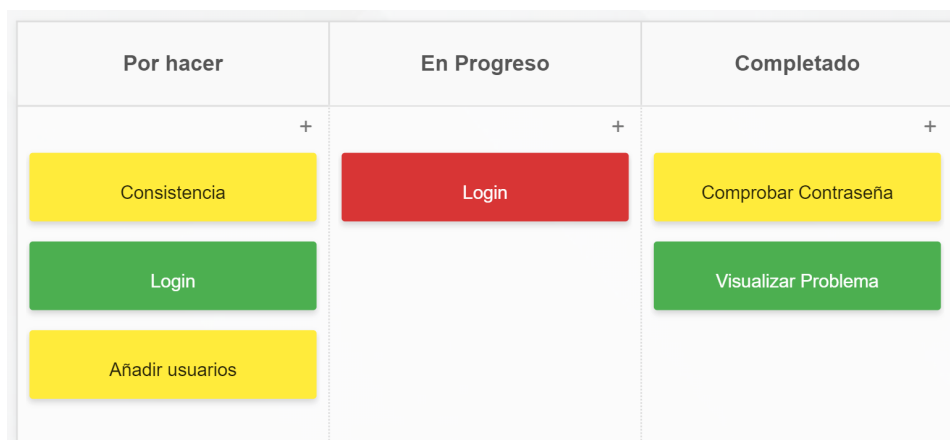 Por hacer
En Progreso
Completado
+
+
+
Consistencia
Login
Comprobar Contraseña
Login
Visualizar Problema
Añadir usuarios